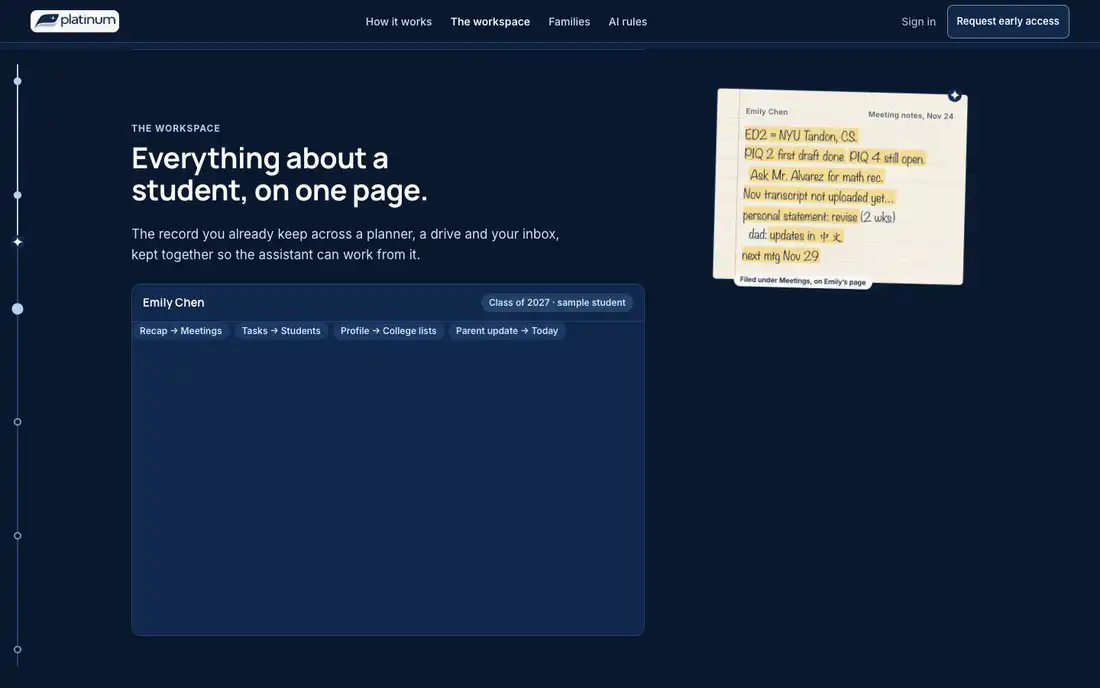 platinum
How it works
The workspace
Families
AI rules
Sign in
Request early access
THE WORKSPACE
Everything about a
student, on one page.
The record you already keep across a planner, a drive and your inbox,
kept together so the assistant can work from it.
Emily Chen
Class of 2027 · sample student
Recap → Meetings
Tasks → Students
Profile → College lists
Parent update → Today
Emily Chen
Meeting notes, Nov 24
ED2 = NYU Tandon, CS.
PIQ 2 first draft done. PIQ 4 still open.
Ask Mr. Alvarez for math rec.
Nov transcript not uploaded yet...
personal statement: revise (2 wks)
dad: updates in 中文
next mtg Nov 29
Filed under Meetings, on Emily's page